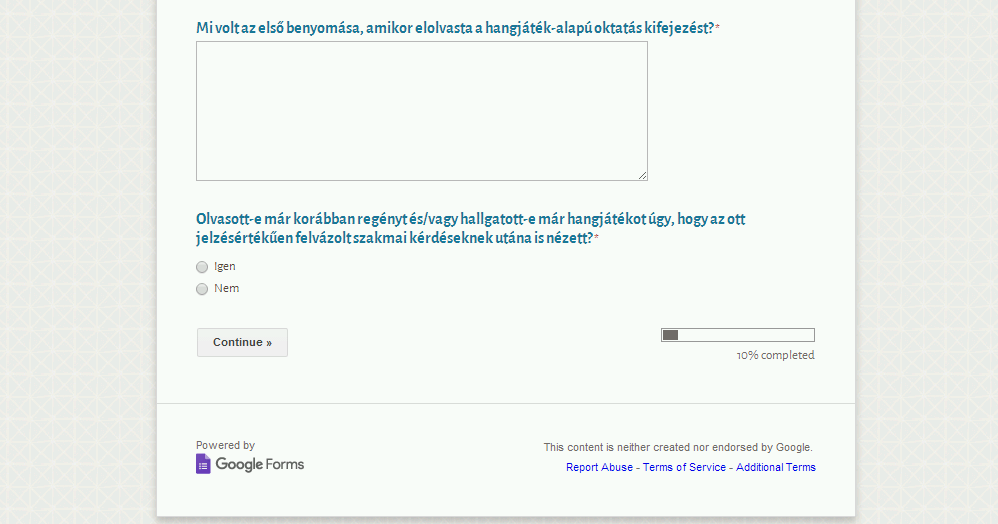 Mi volt az első benyomása, amikor elolvasta a hangjáték-alapú oktatás kifejezést?*
Olvasott-e már korábban regényt és/vagy hallgatott-e már hangjátékot úgy, hogy az ott
jelzésértékűen felvázolt szakmai kérdéseknek utána is nézett?*
Igen
Nem
Continue »
10% completed
Powered by
Google Forms
This content is neither created nor endorsed by Google.
Report Abuse - Terms of Service - Additional Terms